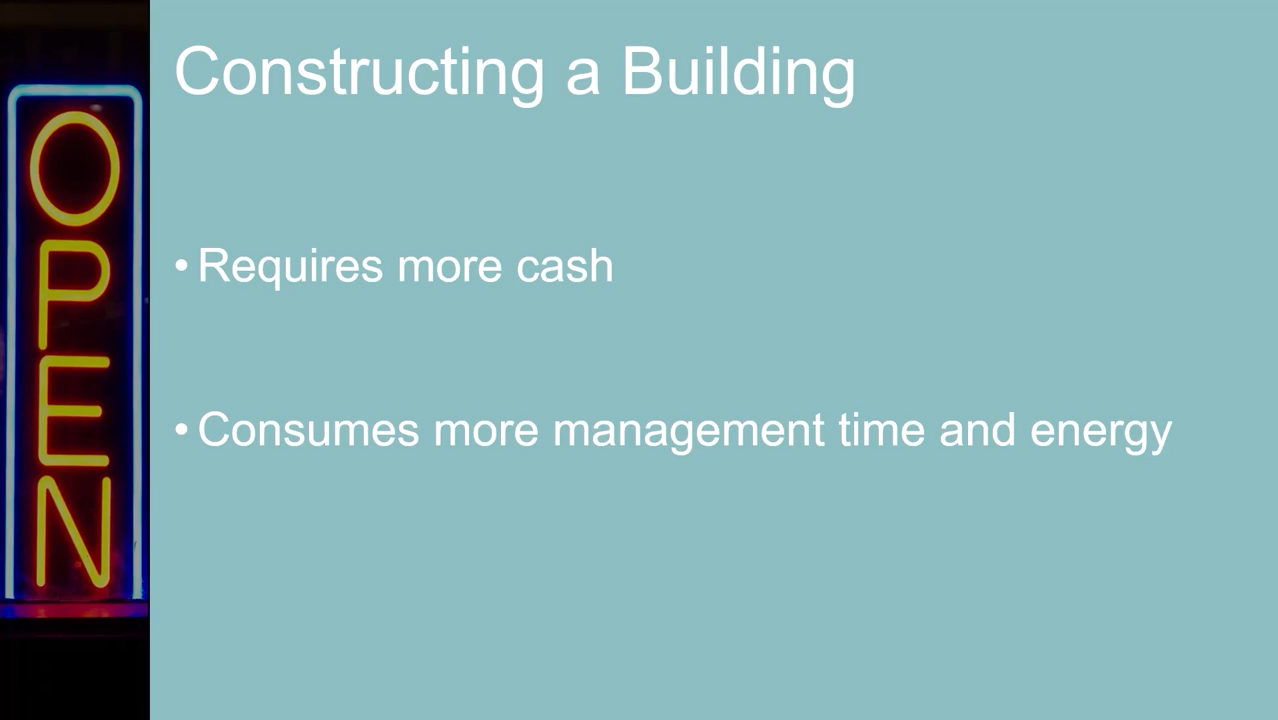 OPEN
Constructing a Building
• Requires more cash
• Consumes more management time and energy